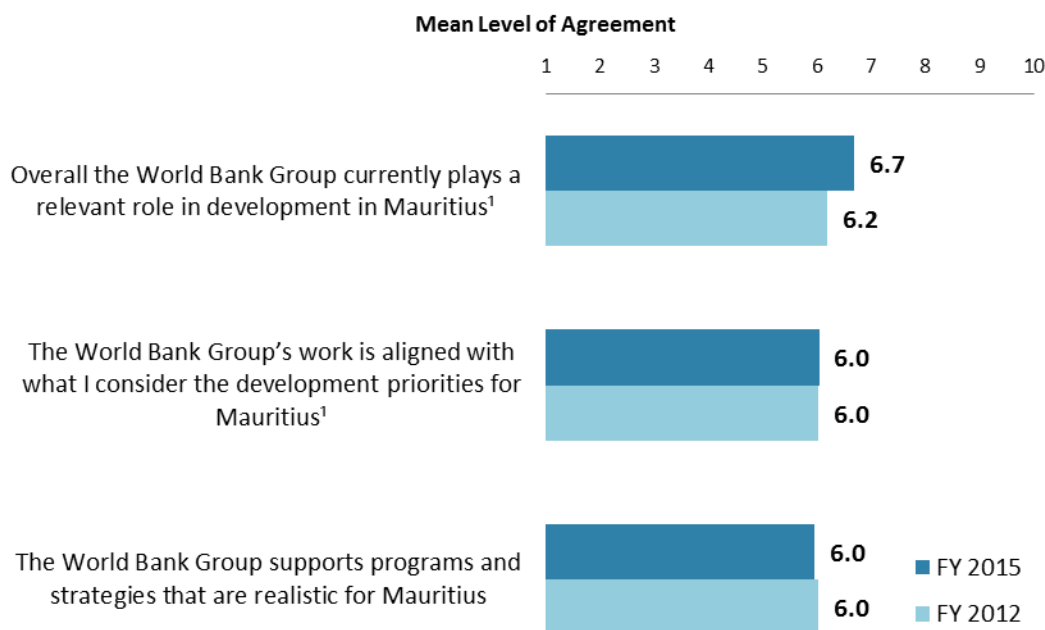 Mean Level of Agreement
1 2 3 4 5 6 7 8 9 10
Overall the World Bank Group currently plays a
relevant role in development in Mauritius¹
6.7
6.2
The World Bank Group’s work is aligned with
what I consider the development priorities for
Mauritius¹
6.0
6.0
The World Bank Group supports programs and
strategies that are realistic for Mauritius
6.0
6.0
FY 2015
FY 2012